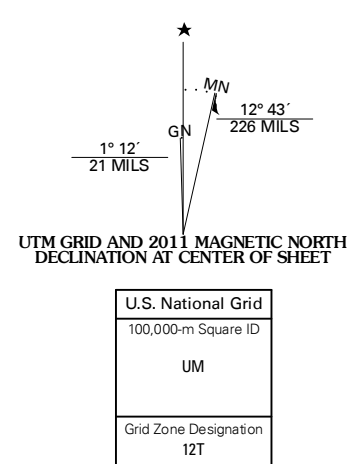 MN
GN
12° 43´
226 MILS
1° 12´
21 MILS
UTM GRID AND 2011 MAGNETIC NORTH
DECLINATION AT CENTER OF SHEET
U.S. National Grid
100,000-m Square ID
UM
Grid Zone Designation
12T